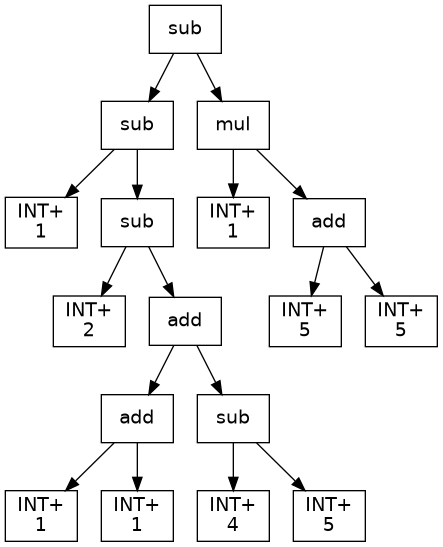 sub
sub
mul
INT+
1
sub
INT+
1
add
INT+
2
add
INT+
5
INT+
5
add
sub
INT+
1
INT+
1
INT+
4
INT+
5